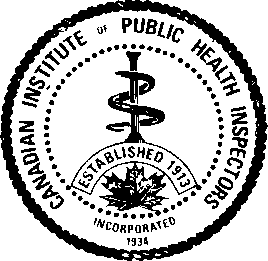 CANADIAN INSTITUTE OF PUBLIC HEALTH INSPECTORS
ESTABLISHED 1913
INCORPORATED
1934